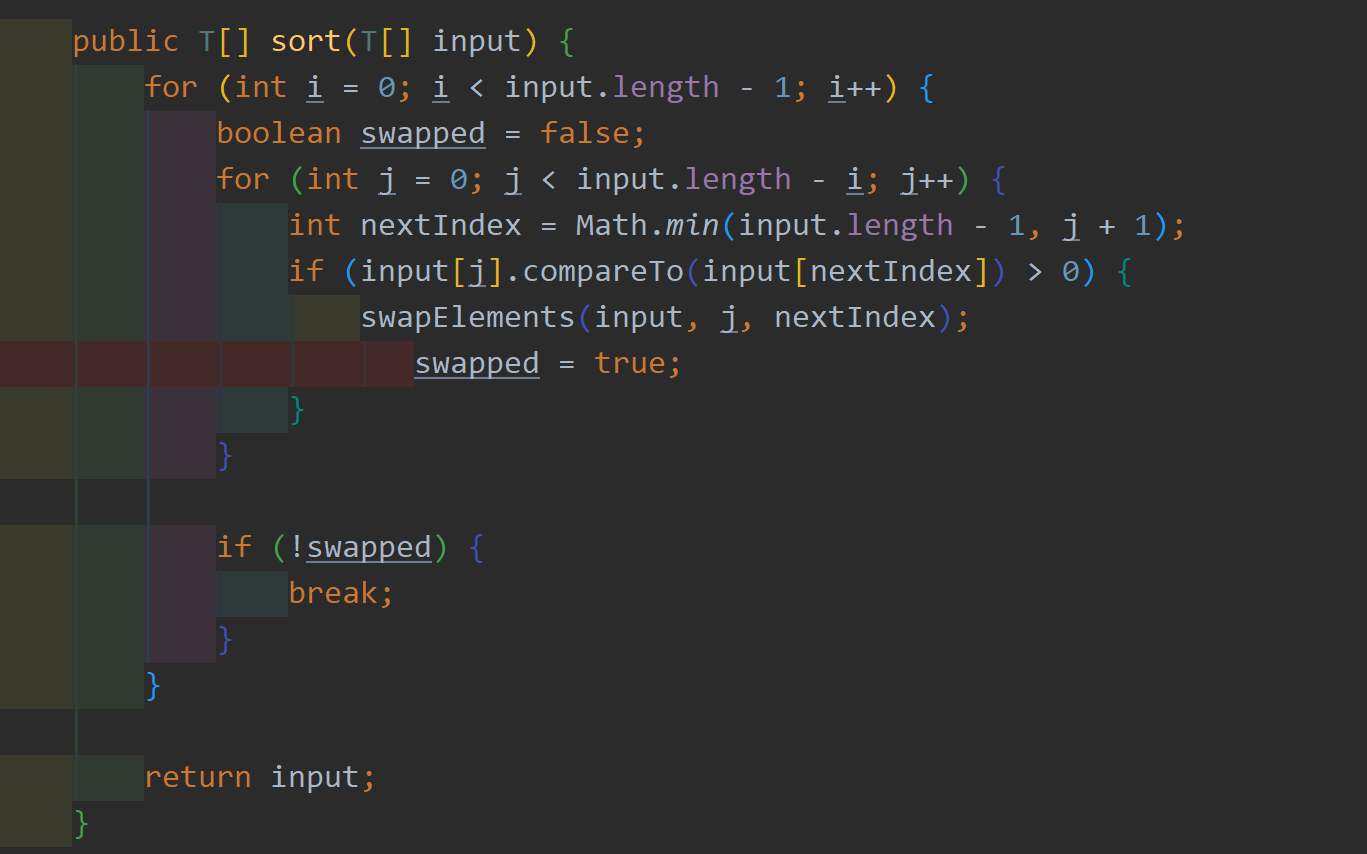 public T[] sort(T[] input) {
    for (int i = 0; i < input.length - 1; i++) {
        boolean swapped = false;
        for (int j = 0; j < input.length - i; j++) {
            int nextIndex = Math.min(input.length - 1, j + 1);
            if (input[j].compareTo(input[nextIndex]) > 0) {
                swapElements(input, j, nextIndex);
                   swapped = true;
            }
        }

        if (!swapped) {
            break;
        }
    }

    return input;
}